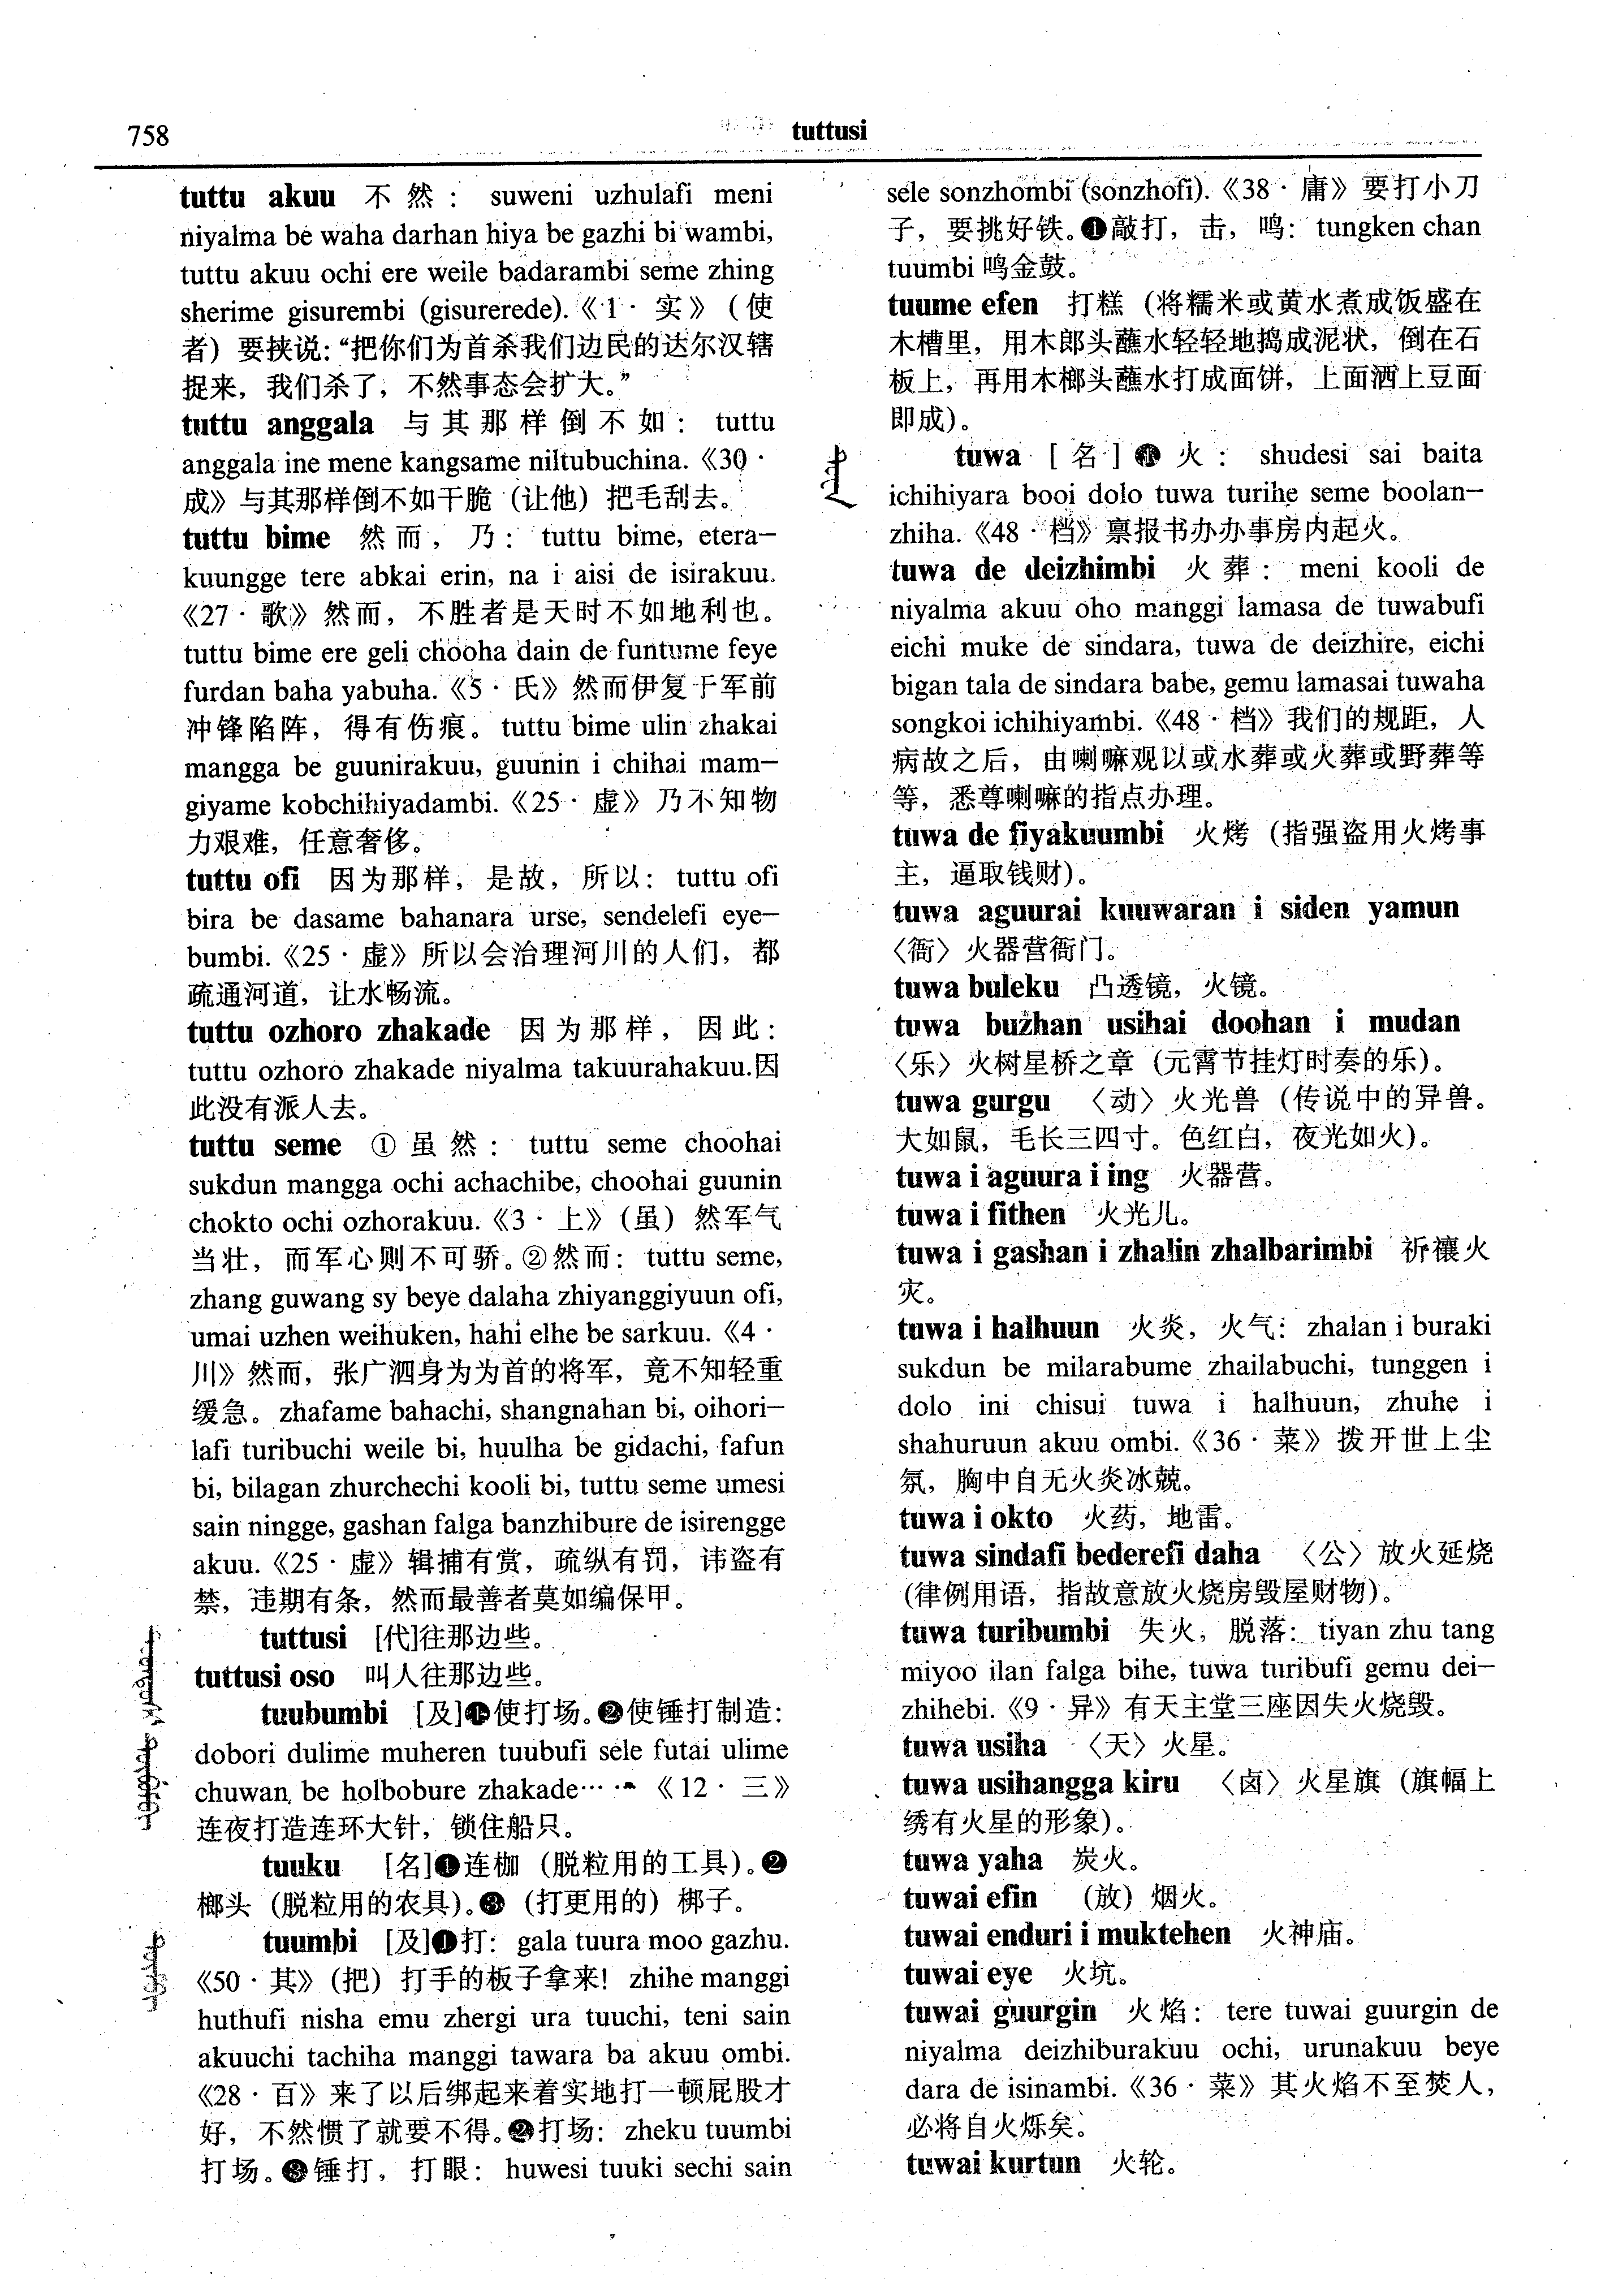 758
tuttusi
tuttu akuu 不然： suweni uzhulafi meni
niyalma be waha darhan hiya be gazhi bi wambi,
tuttu akuu ochi ere weile badarambi seme zhing
sherime gisurembi (gisurerede).《1·实》（使
者）要挟说：“把你们为首杀我们边民的达尔汉辖
捉来，我们杀了，不然事态会扩大。”
tuttu anggala 与其那样倒不如： tuttu
anggala ine mene kangsame niltubuchina.《30·
成》与其那样倒不如干脆（让他）把毛刮去。
tuttu bime 然而，乃： tuttu bime, etera-
kuungge tere abkai erin, na i aisi de isirakuu.
《27·歌》然而，不胜者是天时不如地利也。
tuttu bime ere geli chooha dain de funtume feye
furdan baha yabuha.《5·氏》然而伊复于军前
冲锋陷阵，得有伤痕。tuttu bime ulin zhakai
mangga be guunirakuu, guunin i chihai mam-
giyame kobchihiyadambi.《25·虚》乃不知物
力艰难，任意奢侈。
tuttu ofi 因为那样，是故，所以： tuttu ofi
bira be dasame bahanara urse, sendelefi eye-
bumbi.《25·虚》所以会治理河川的人们，都
疏通河道，让水畅流。
tuttu ozhoro zhakade 因为那样，因此：
tuttu ozhoro zhakade niyalma takuurahakuu.因
此没有派人去。
tuttu seme ①虽然： tuttu seme choohai
sukdun mangga ochi achachibe, choohai guunin
chokto ochi ozhorakuu.《3·上》（虽）然军气
当壮，而军心则不可骄。②然而： tuttu seme,
zhang guwang sy beye dalaha zhiyanggiyuun ofi,
umai uzhen weihuken, hahi elhe be sarkuu.《4·
川》然而，张广泗身为为首的将军，竟不知轻重
缓急。zhafame bahachi, shangnahan bi, oihori-
lafi turibuchi weile bi, huulha be gidachi, fafun
bi, bilagan zhurchechi kooli bi, tuttu seme umesi
sain ningge, gashan falga banzhibure de isirengge
akuu.《25·虚》辑捕有赏，疏纵有罚，讳盗有
禁，违期有条，然而最善者莫如编保甲。
tuttusi [代]往那边些。
tuttusi oso 叫人往那边些。
tuubumbi [及]❶使打场。❷使锤打制造：
dobori dulime muheren tuubufi sele futai ulime
chuwan be holbobure zhakade……《12·三》
连夜打造连环大针，锁住船只。
tuuku [名]❶连枷（脱粒用的工具）。❷
榔头（脱粒用的农具）。❸（打更用的）梆子。
tuumbi [及]❶打： gala tuura moo gazhu.
《50·其》（把）打手的板子拿来！zhihe manggi
huthufi nisha emu zhergi ura tuuchi, teni sain
akuuchi tachiha manggi tawara ba akuu ombi.
《28·百》来了以后绑起来着实地打一顿屁股才
好，不然惯了就要不得。❷打场： zheku tuumbi
打场。❸锤打，打眼： huwesi tuuki sechi sain
sele sonzhombi (sonzhofi).《38·庸》要打小刀
子，要挑好铁。❹敲打，击，鸣： tungken chan
tuumbi 鸣金鼓。
tuume efen 打糕（将糯米或黄水煮成饭盛在
木槽里，用木郎头蘸水轻轻地捣成泥状，倒在石
板上，再用木榔头蘸水打成面饼，上面洒上豆面
即成）。
tuwa [名]❶火： shudesi sai baita
ichihiyara booi dolo tuwa turihe seme boolan-
zhiha.《48·档》禀报书办办事房内起火。
tuwa de deizhimbi 火葬： meni kooli de
niyalma akuu oho manggi lamasa de tuwabufi
eichi muke de sindara, tuwa de deizhire, eichi
bigan tala de sindara babe, gemu lamasai tuwaha
songkoi ichihiyambi.《48·档》我们的规距，人
病故之后，由喇嘛观以或水葬或火葬或野葬等
等，悉尊喇嘛的指点办理。
tuwa de fiyakuumbi 火烤（指强盗用火烤事
主，逼取钱财）。
tuwa aguurai kuuwaran i siden yamun
〈衙〉火器营衙门。
tuwa buleku 凸透镜，火镜。
tuwa buzhan usihai doohan i mudan
〈乐〉火树星桥之章（元霄节挂灯时奏的乐）。
tuwa gurgu 〈动〉火光兽（传说中的异兽。
大如鼠，毛长三四寸。色红白，夜光如火）。
tuwa i aguura i ing 火器营。
tuwa i fithen 火光儿。
tuwa i gashan i zhalin zhalbarimbi 祈禳火
灾。
tuwa i halhuun 火炎，火气： zhalan i buraki
sukdun be milarabume zhailabuchi, tunggen i
dolo ini chisui tuwa i halhuun, zhuhe i
shahuruun akuu ombi.《36·菜》拨开世上尘
氛，胸中自无火炎冰兢。
tuwa i okto 火药，地雷。
tuwa sindafi bederefi daha 〈公〉放火延烧
（律例用语，指故意放火烧房毁屋财物）。
tuwa turibumbi 失火，脱落： tiyan zhu tang
miyoo ilan falga bihe, tuwa turibufi gemu dei-
zhihebi.《9·异》有天主堂三座因失火烧毁。
tuwa usiha 〈天〉火星。
tuwa usihangga kiru 〈卤〉火星旗（旗幅上
绣有火星的形象）。
tuwa yaha 炭火。
tuwai efin （放）烟火。
tuwai enduri i muktehen 火神庙。
tuwai eye 火坑。
tuwai guurgin 火焰： tere tuwai guurgin de
niyalma deizhiburakuu ochi, urunakuu beye
dara de isinambi.《36·菜》其火焰不至焚人，
必将自火烁矣。
tuwai kurtun 火轮。